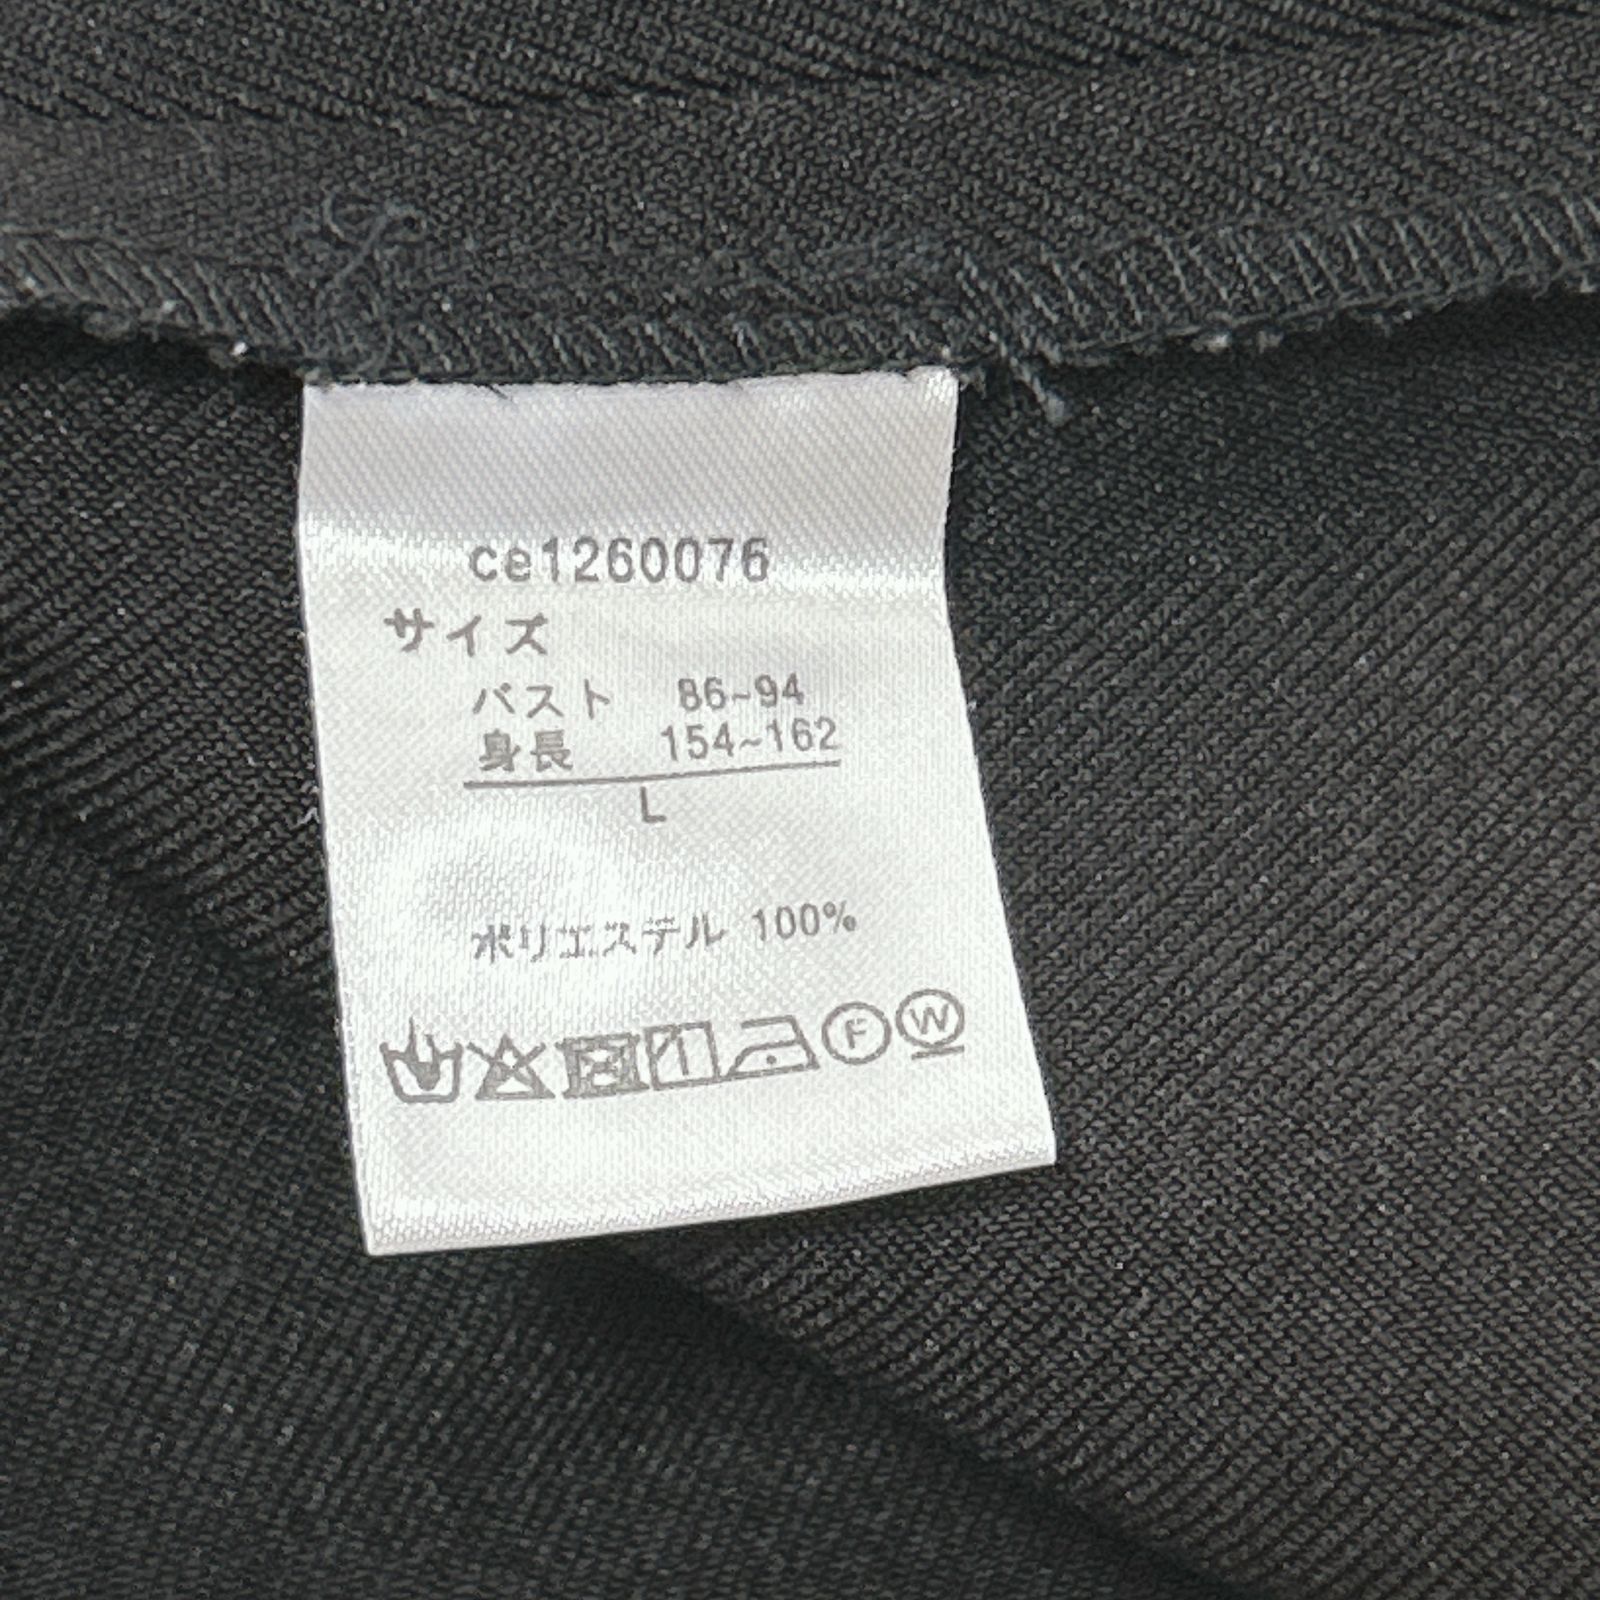 ce1260076
サイズ
バスト 86~94
身長 154~162
L
ポリエステル 100%
F W